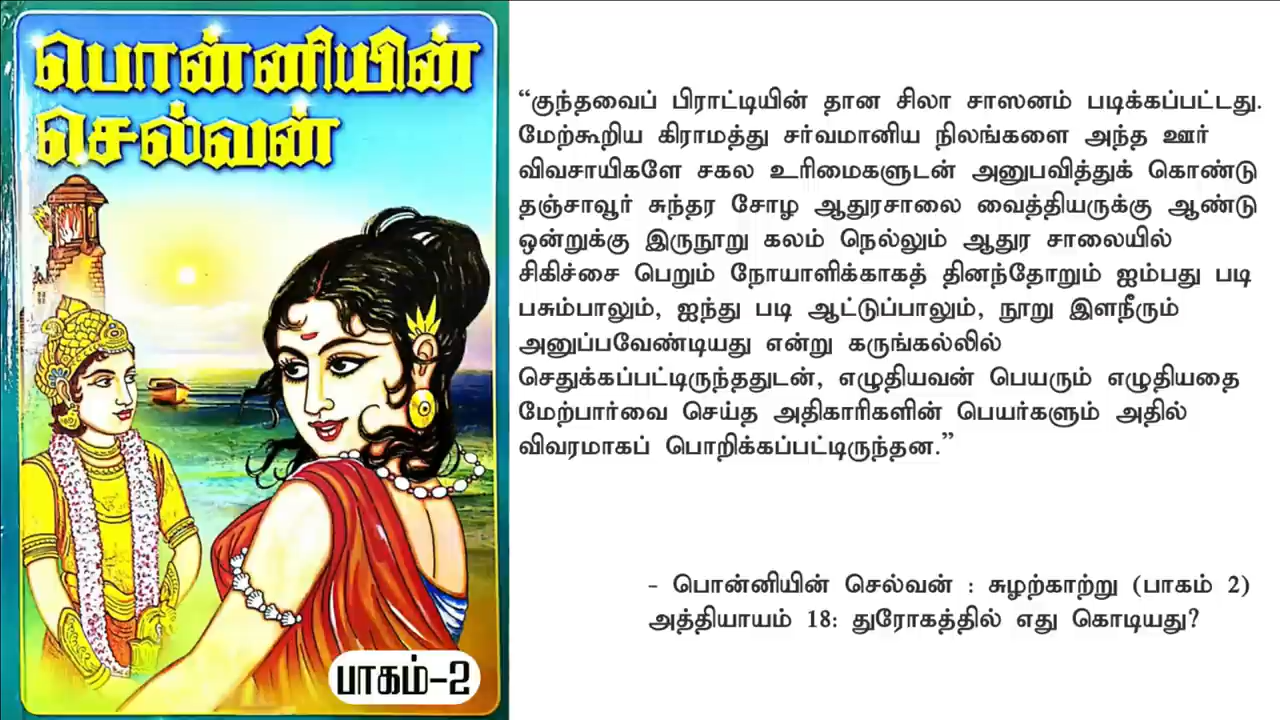 பொன்னியின்
செல்வன்
பாகம்-2
“குந்தவைப் பிராட்டியின் தான சிலா சாஸனம் படிக்கப்பட்டது.
மேற்கூறிய கிராமத்து சர்வமானிய நிலங்களை அந்த ஊர்
விவசாயிகளே சகல உரிமைகளுடன் அனுபவித்துக் கொண்டு
தஞ்சாவூர் சுந்தர சோழ ஆதுரசாலை வைத்தியருக்கு ஆண்டு
ஒன்றுக்கு இருநூறு கலம் நெல்லும் ஆதுர சாலையில்
சிகிச்சை பெறும் நோயாளிக்காகத் தினந்தோறும் ஐம்பது படி
பசும்பாலும், ஐந்து படி ஆட்டுப்பாலும், நூறு இளநீரும்
அனுப்பவேண்டியது என்று கருங்கல்லில்
செதுக்கப்பட்டிருந்ததுடன், எழுதியவன் பெயரும் எழுதியதை
மேற்பார்வை செய்த அதிகாரிகளின் பெயர்களும் அதில்
விவரமாகப் பொறிக்கப்பட்டிருந்தன.”
- பொன்னியின் செல்வன் : சுழற்காற்று (பாகம் 2)
அத்தியாயம் 18: துரோகத்தில் எது கொடியது?